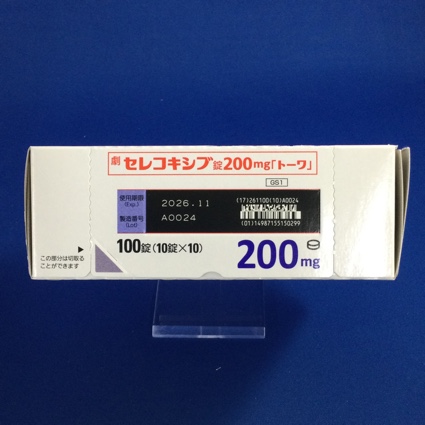 劇 セレコキシブ錠200mg「トーワ」
GS1
使用期限
(Exp.)
2026.11
(17)261100(10)A0024
製造番号
(Lot)
A0024
(01)14987155150299
100錠(10錠×10)
200mg
この部分は切取る
ことができます